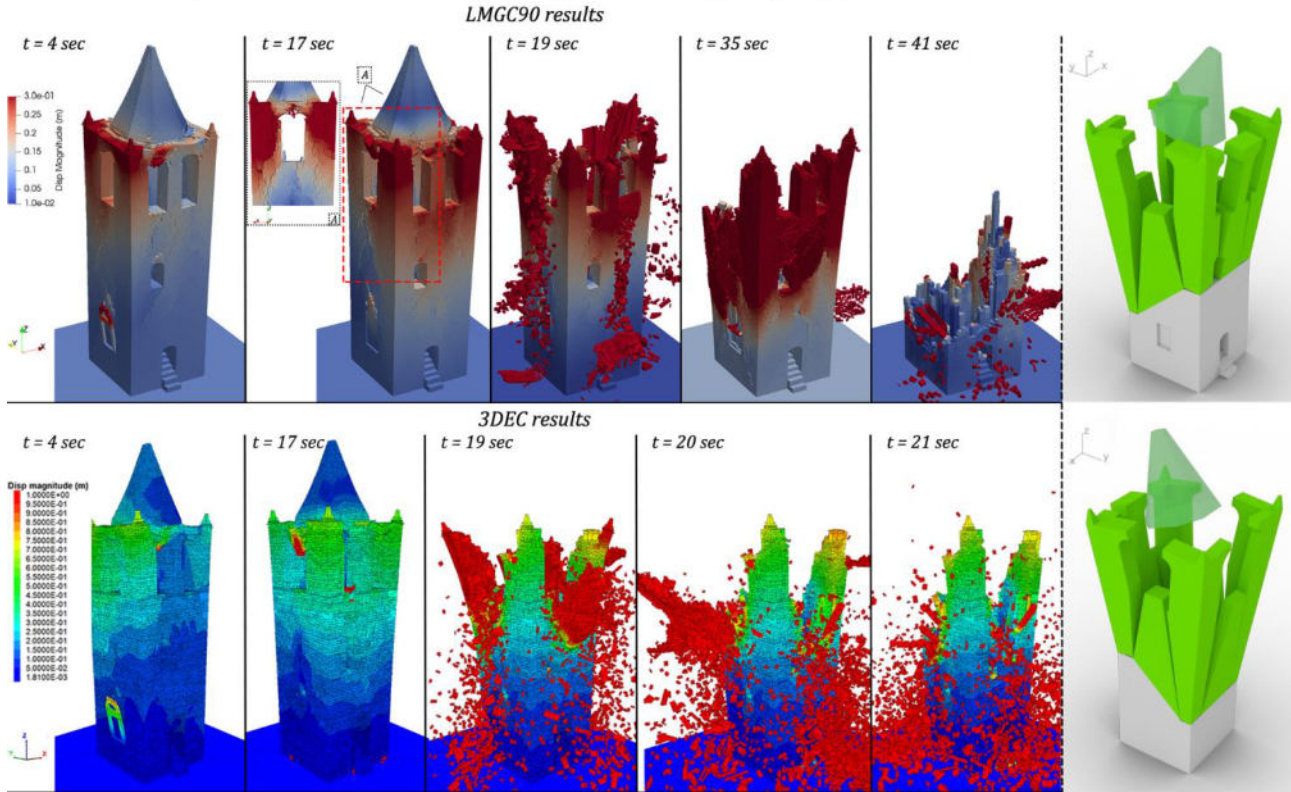 LMGC90 results
t = 4 sec
t = 17 sec
t = 19 sec
t = 35 sec
t = 41 sec
A
A
3.0e-01
0.25
0.20
0.15
0.10
0.05
1.0e-02
Disp Magnitude (m)
z
y
x
3DEC results
t = 4 sec
t = 17 sec
t = 19 sec
t = 20 sec
t = 21 sec
Disp magnitude (m)
1.0000E+00
9.5000E-01
9.0000E-01
8.5000E-01
8.0000E-01
7.5000E-01
7.0000E-01
6.5000E-01
6.0000E-01
5.5000E-01
5.0000E-01
4.5000E-01
4.0000E-01
3.5000E-01
3.0000E-01
2.5000E-01
2.0000E-01
1.5000E-01
1.0000E-01
5.0000E-02
1.8100E-03
z
x
y